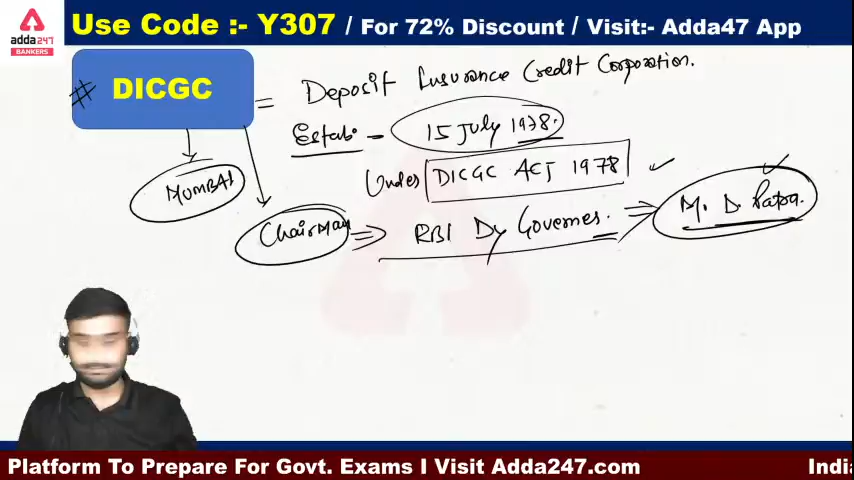 Use Code :- Y307 / For 72% Discount / Visit:- Adda47 App
adda247
BANKERS
# DICGC = Deposit Insurance Credit Corporation.
Estab. - 15 July 1978.
Under DICGC ACT 1978
MUMBAI
Chairman ⇒ RBI Dy Governer. ⇒ M. D. Patra.
Platform To Prepare For Govt. Exams I Visit Adda247.com
India